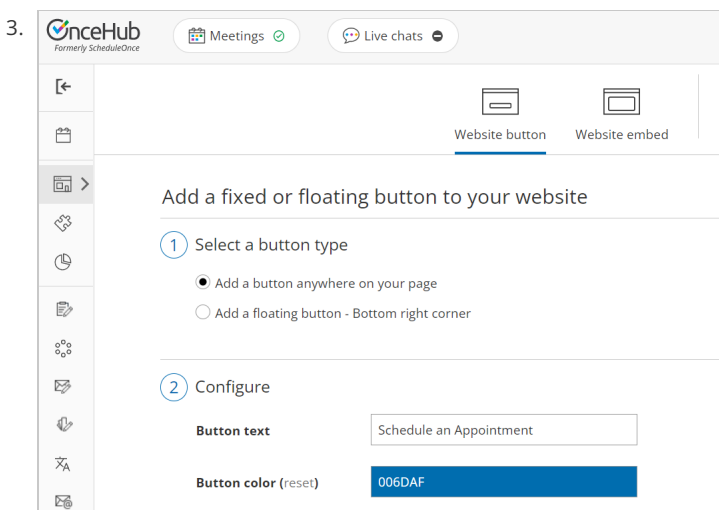 3.
OnceHub
Formerly ScheduleOnce
Meetings
Live chats
Website button
Website embed
Add a fixed or floating button to your website
1 Select a button type
Add a button anywhere on your page
Add a floating button - Bottom right corner
2 Configure
Button text
Schedule an Appointment
Button color (reset)
006DAF